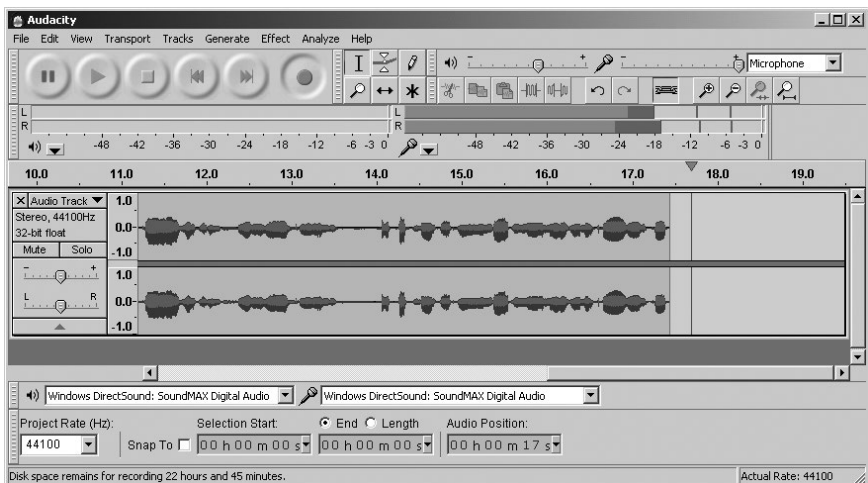 Audacity
File Edit View Transport Tracks Generate Effect Analyze Help
Microphone
L
R
-48 -42 -36 -30 -24 -18 -12 -6 -3 0
L
R
-48 -42 -36 -30 -24 -18 -12 -6 -3 0
10.0 11.0 12.0 13.0 14.0 15.0 16.0 17.0 18.0 19.0
Audio Track
Stereo, 44100Hz
32-bit float
Mute Solo
- +
L R
1.0
0.0
-1.0
1.0
0.0
-1.0
Windows DirectSound: SoundMAX Digital Audio Windows DirectSound: SoundMAX Digital Audio
Project Rate (Hz): Selection Start: End Length Audio Position:
44100 Snap To 00 h 00 m 00 s 00 h 00 m 00 s 00 h 00 m 17 s
Disk space remains for recording 22 hours and 45 minutes. Actual Rate: 44100